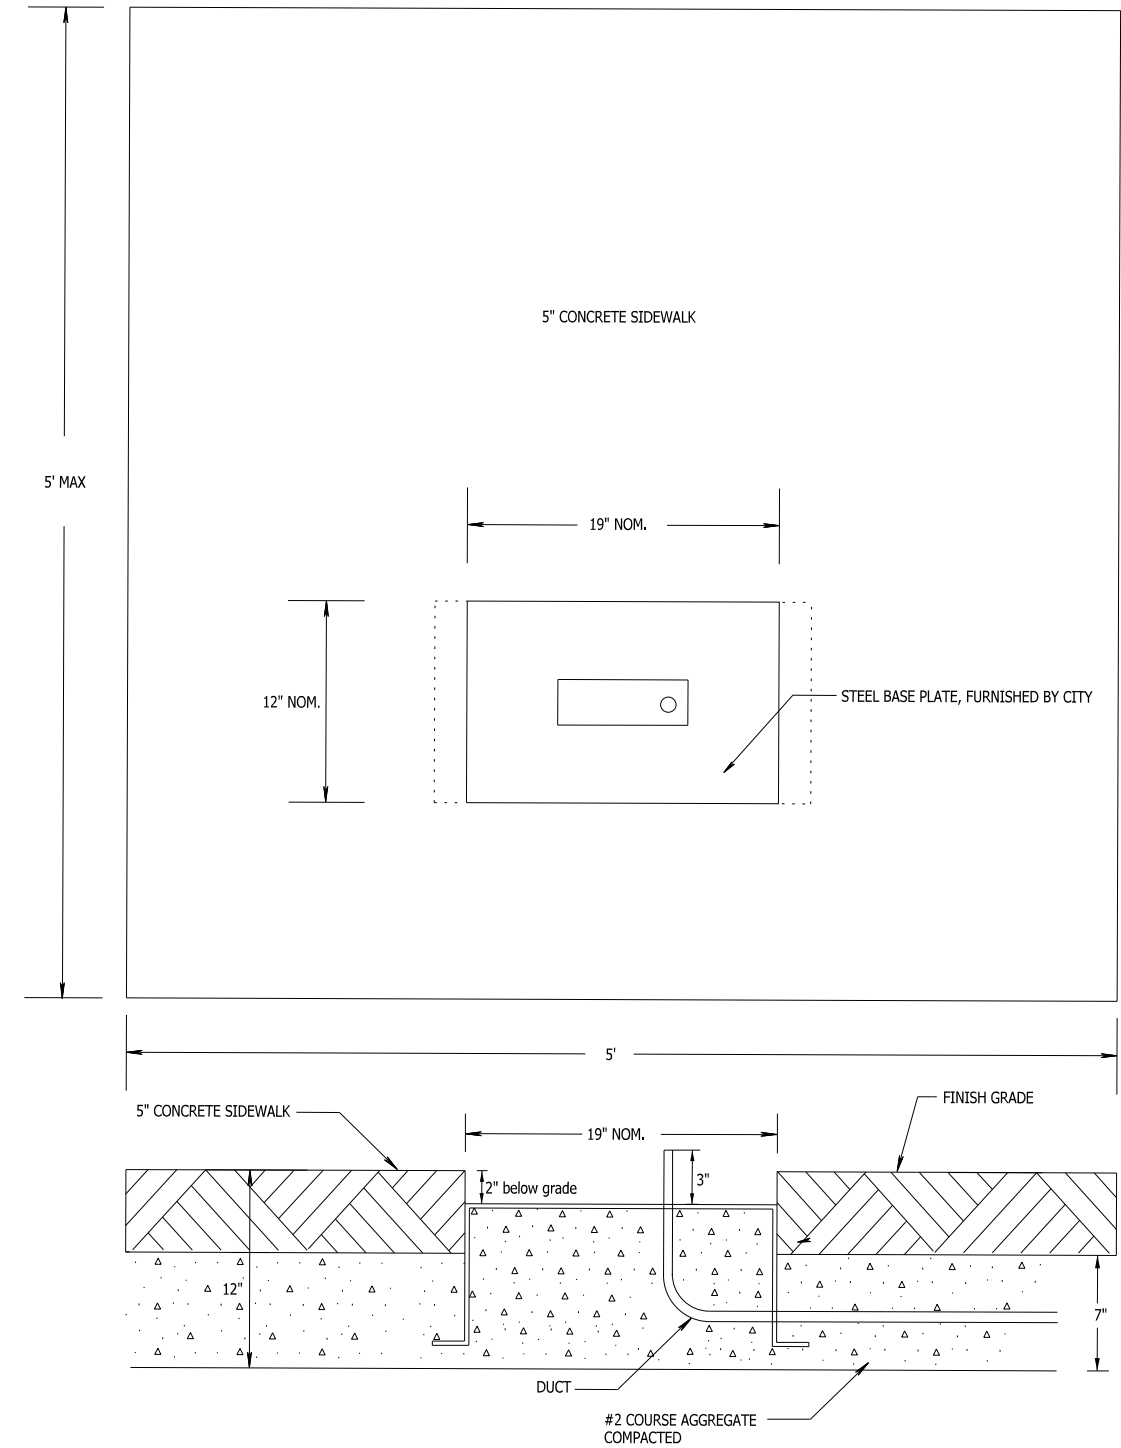 5" CONCRETE SIDEWALK
5' MAX
19" NOM.
12" NOM.
STEEL BASE PLATE, FURNISHED BY CITY
5'
5" CONCRETE SIDEWALK
FINISH GRADE
19" NOM.
3"
2" below grade
12"
7"
DUCT
#2 COURSE AGGREGATE
COMPACTED